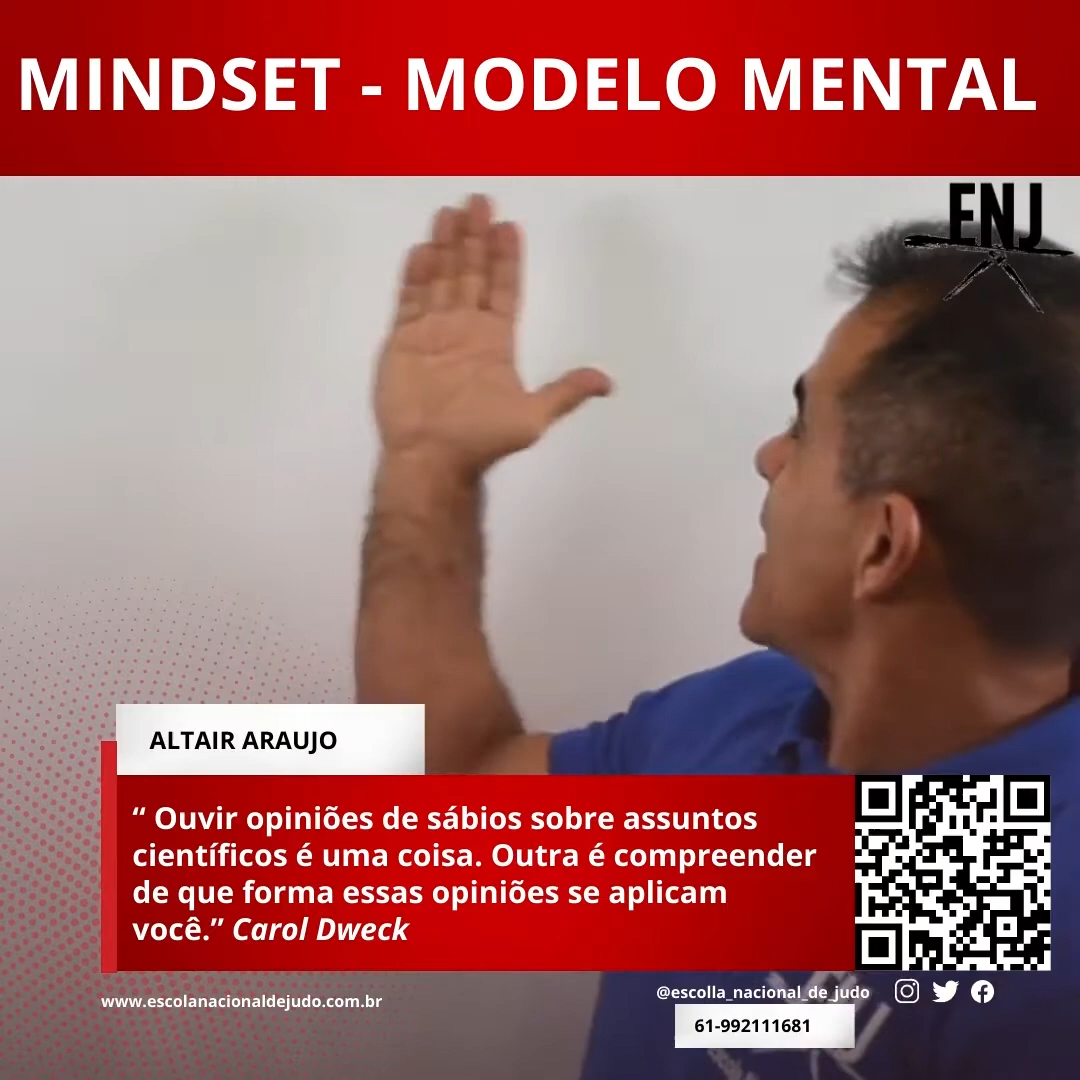 MINDSET - MODELO MENTAL
ENJ
ALTAIR ARAUJO
“ Ouvir opiniões de sábios sobre assuntos
científicos é uma coisa. Outra é compreender
de que forma essas opiniões se aplicam
você.” Carol Dweck
www.escolanacionaldejudo.com.br
@escolla_nacional_de_judo
61-992111681